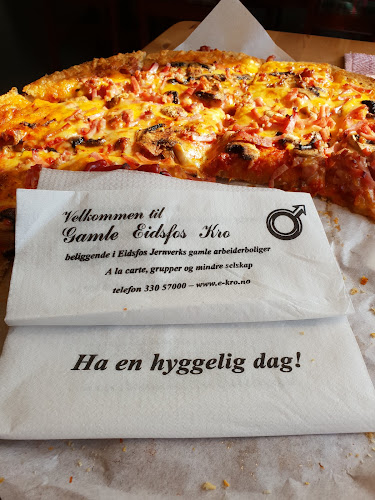 Velkommen til
Gamle Eidsfos Kro
beliggende i Eidsfos Jernverks gamle arbeiderboliger
A la carte, grupper og mindre selskap
telefon 330 57000 – www.e-kro.no
Ha en hyggelig dag!